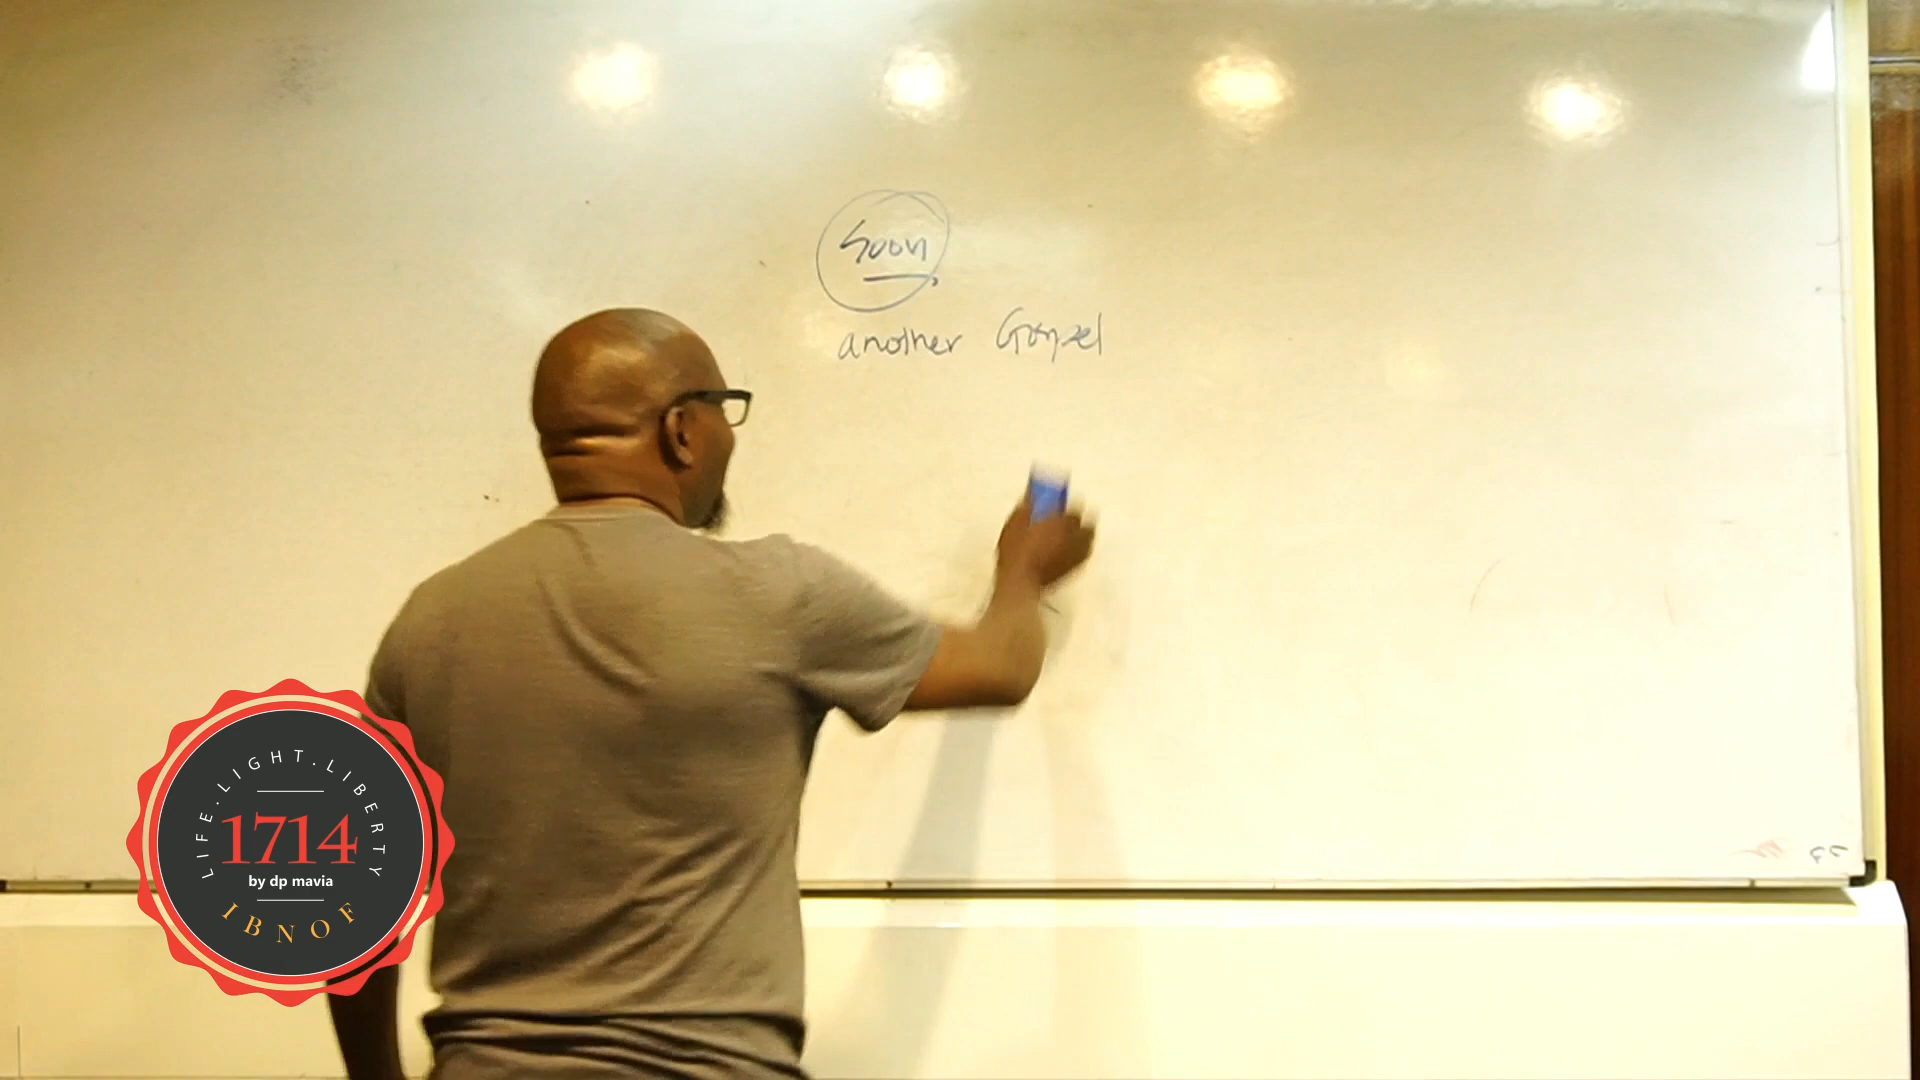 Soon
another Gospel
LIFE.LIGHT.LIBERTY
1714
by dp mavia
IBNOF